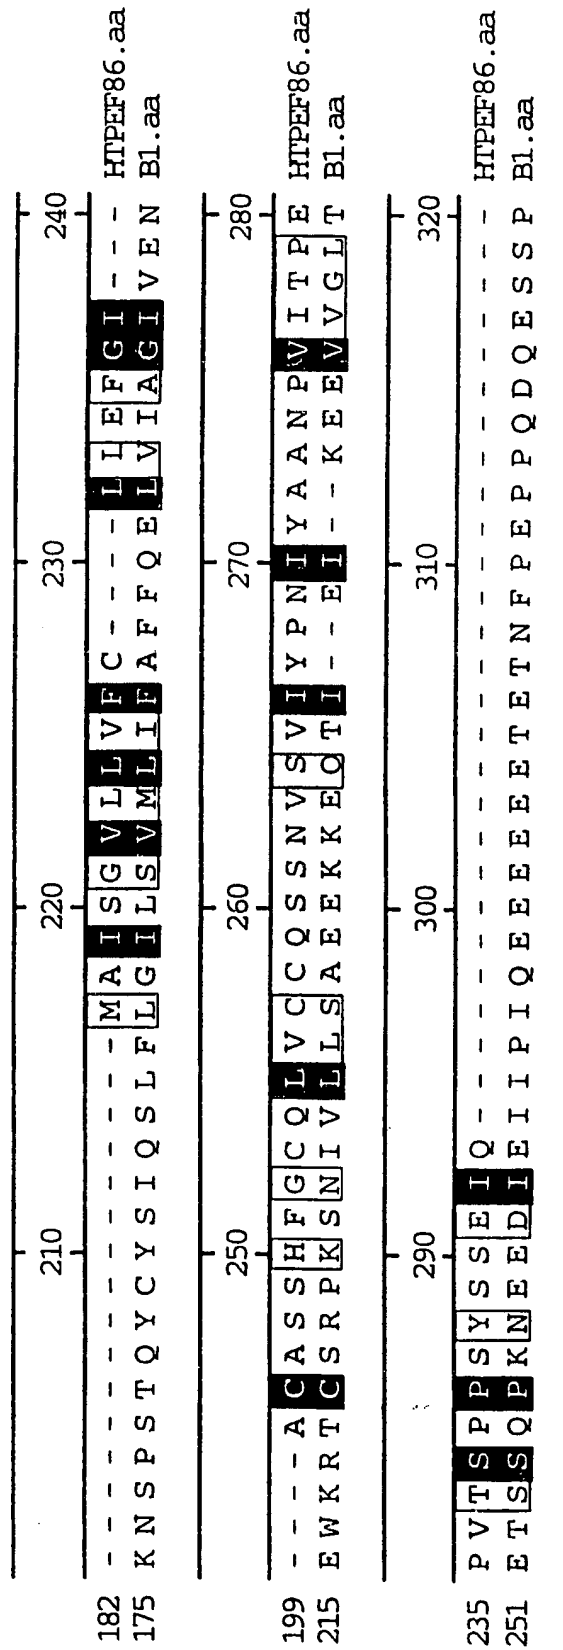 210 220 230 240
182 - - - - - - - - - - - - - - - - M A I S G V L L V F C - - - - L L E F G I - - - HTPEF86.aa
175 K N S P S T Q Y C Y S I Q S L F L G I L S V M L I F A F F Q E L V I A G I V E N B1.aa
250 260 270 280
199 - - - - A C A S S H F G C Q L V C C Q S S N V S V I Y P N I Y A A N P V I T P E HTPEF86.aa
215 E W K R T C S R P K S N I V L L S A E E K K E Q T I - - E I - - K E E V V G L T B1.aa
290 300 310 320
235 P V T S P P S Y S S E I Q - - - - - - - - - - - - - - - - - - - - - - - - - - - HTPEF86.aa
251 E T S S Q P K N E E D I E I I P I Q E E E E E E T E T N F P E P P Q D Q E S S P B1.aa